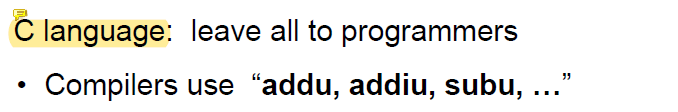 C language:  leave all to programmers
• Compilers use  “addu, addiu, subu, …”